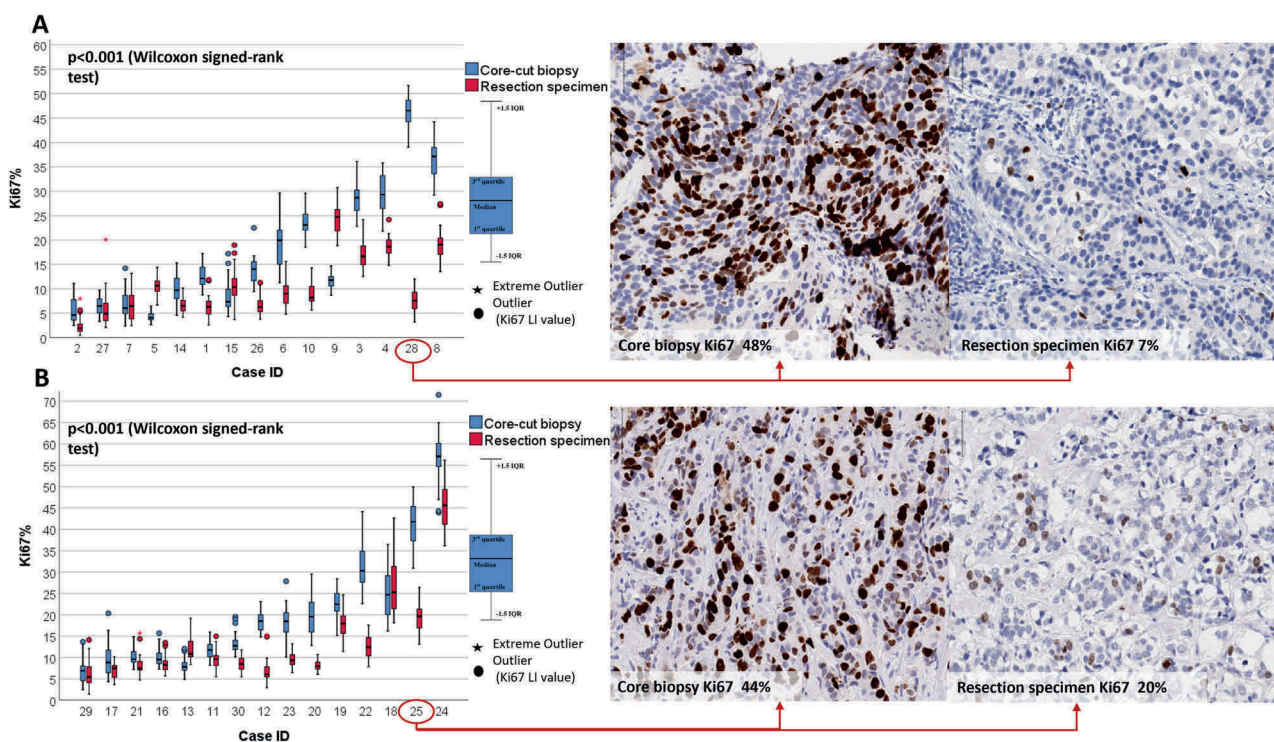 A
p<0.001 (Wilcoxon signed-rank
test)
Core-cut biopsy
Resection specimen
+1.5 IQR
3rd quartile
Median
1st quartile
-1.5 IQR
Extreme Outlier
Outlier
(Ki67 LI value)
Ki67%
60
55
50
45
40
35
30
25
20
15
10
5
0
2 27 7 5 14 1 15 26 6 10 9 3 4 28 8
Case ID
Core biopsy Ki67 48%
Resection specimen Ki67 7%
B
p<0.001 (Wilcoxon signed-rank
test)
Core-cut biopsy
Resection specimen
+1.5 IQR
3rd quartile
Median
1st quartile
-1.5 IQR
Extreme Outlier
Outlier
(Ki67 LI value)
Ki67%
70
65
60
55
50
45
40
35
30
25
20
15
10
5
0
29 17 21 16 13 11 30 12 23 20 19 22 18 25 24
Case ID
Core biopsy Ki67 44%
Resection specimen Ki67 20%